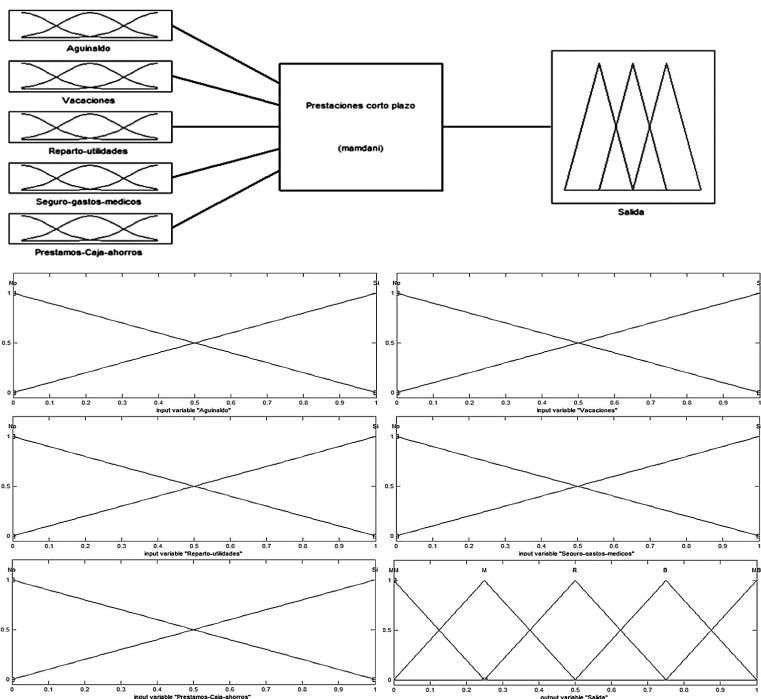 Aguinaldo
Vacaciones
Reparto-utilidades
Seguro-gastos-medicos
Prestamos-Caja-ahorros
Prestaciones corto plazo
(mamdani)
Salida
No Si
1
0.5
0
0 0.1 0.2 0.3 0.4 0.5 0.6 0.7 0.8 0.9 1
input variable "Aguinaldo"
No S
1
0.5
0
0 0.1 0.2 0.3 0.4 0.5 0.6 0.7 0.8 0.9 1
input variable "Vacaciones"
No Si
1
0.5
0
0 0.1 0.2 0.3 0.4 0.5 0.6 0.7 0.8 0.9 1
input variable "Reparto-utilidades"
No S
1
0.5
0
0 0.1 0.2 0.3 0.4 0.5 0.6 0.7 0.8 0.9 1
input variable "Seguro-gastos-medicos"
No Si
1
0.5
0
0 0.1 0.2 0.3 0.4 0.5 0.6 0.7 0.8 0.9 1
input variable "Prestamos-Caja-ahorros"
MM M R B MB
1
0.5
0
0 0.1 0.2 0.3 0.4 0.5 0.6 0.7 0.8 0.9 1
output variable "Salida"